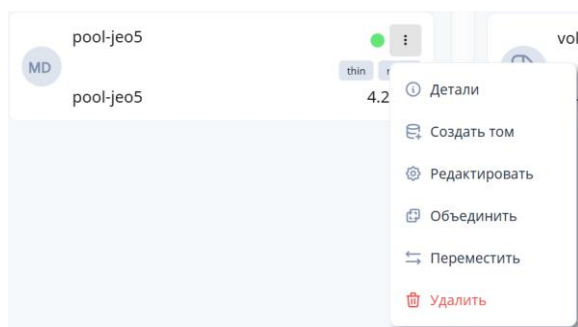 pool-jeo5
vol
MD
thin
pool-jeo5
4.2
Детали
Создать том
Редактировать
Объединить
Переместить
Удалить